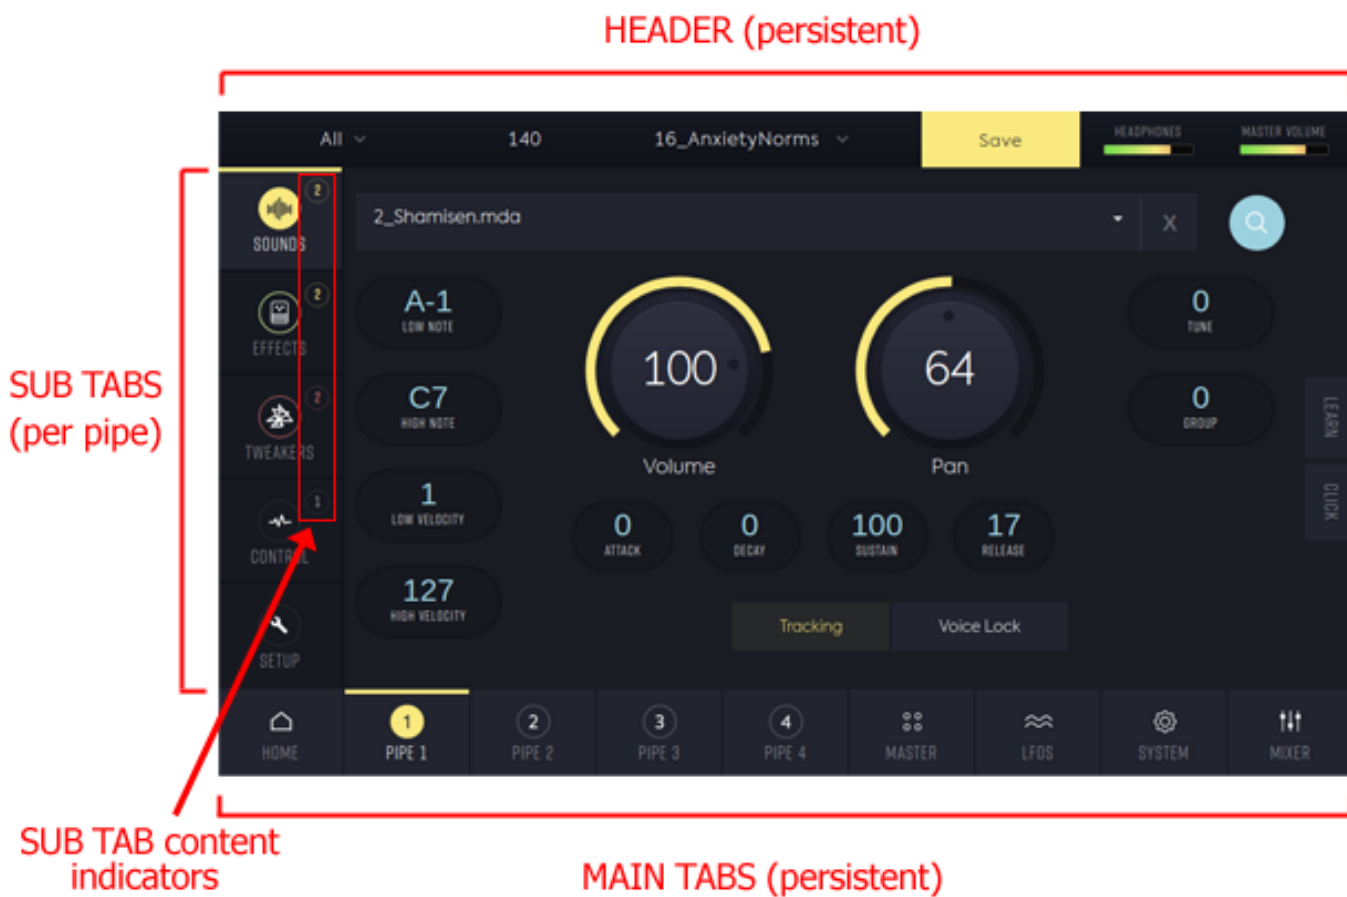 HEADER (persistent)
All 140 16_AnxietyNorms Save HEADPHONES MASTER VOLUME
2
SOUNDS
2_Shamisen.mda X
2
EFFECTS
A-1
LOW NOTE
100
Volume
64
Pan
0
TUNE
SUB TABS
(per pipe)
2
TWEAKERS
C7
HIGH NOTE
0
GROUP
LEARN
1
CONTROL
1
LOW VELOCITY
0
ATTACK
0
DECAY
100
SUSTAIN
17
RELEASE
CLICK
SETUP
127
HIGH VELOCITY
Tracking Voice Lock
HOME
1
PIPE 1
2
PIPE 2
3
PIPE 3
4
PIPE 4
MASTER
LFOS
SYSTEM
MIXER
SUB TAB content
indicators
MAIN TABS (persistent)